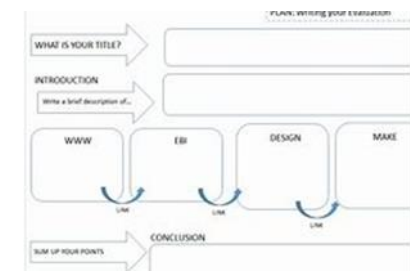 PLAN: Writing your Evaluation
WHAT IS YOUR TITLE?
INTRODUCTION
Write a brief description of...
WWW
EBI
DESIGN
MAKE
LINK
LINK
LINK
CONCLUSION
SUM UP YOUR POINTS